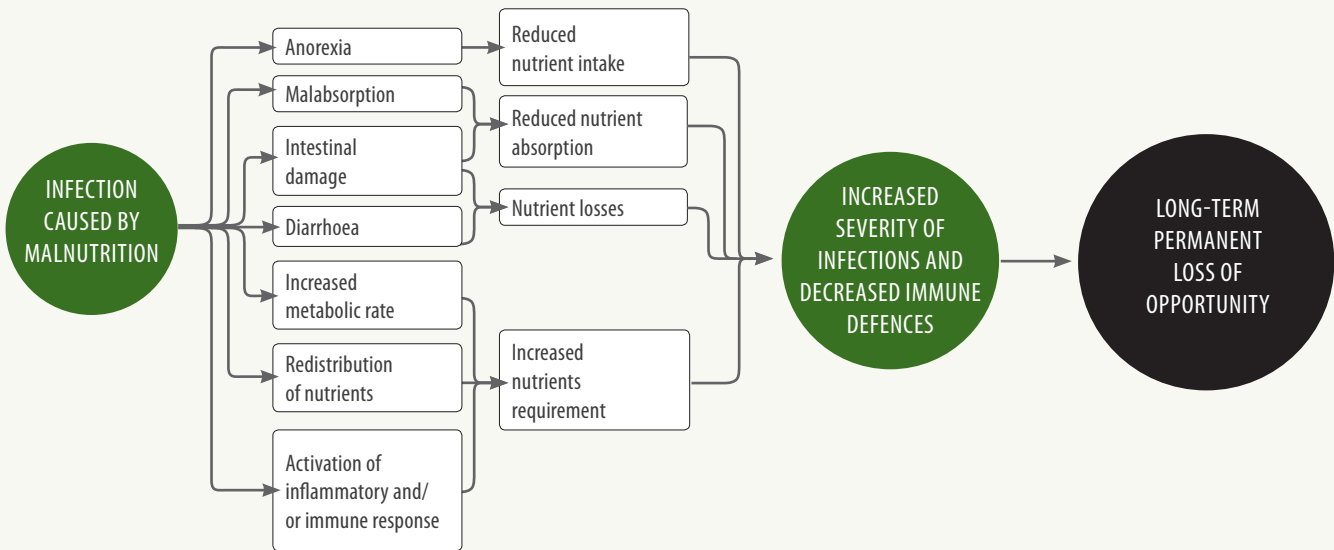 INFECTION
CAUSED BY
MALNUTRITION
Anorexia
Malabsorption
Intestinal
damage
Diarrhoea
Increased
metabolic rate
Redistribution
of nutrients
Activation of
inflammatory and/
or immune response
Reduced
nutrient intake
Reduced nutrient
absorption
Nutrient losses
Increased
nutrients
requirement
INCREASED
SEVERITY OF
INFECTIONS AND
DECREASED IMMUNE
DEFENCES
LONG-TERM
PERMANENT
LOSS OF
OPPORTUNITY